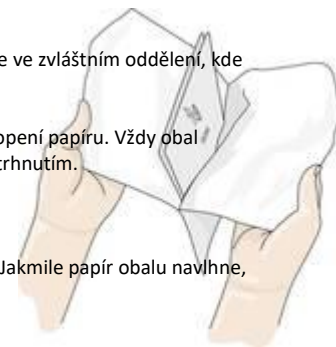 e ve zvláštním oddělení, kde
opení papíru. Vždy obal
trhnutím.
Jakmile papír obalu navlhne,